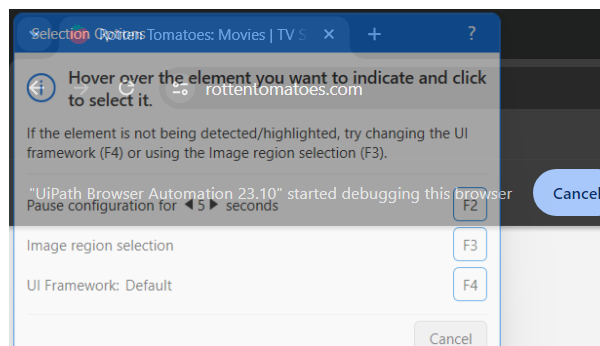 Selection Options
Rotten Tomatoes: Movies | TV S
?
Hover over the element you want to indicate and click
to select it.
rottentomatoes.com
If the element is not being detected/highlighted, try changing the UI
framework (F4) or using the Image region selection (F3).
"UiPath Browser Automation 23.10" started debugging this browser
Cancel
Pause configuration for 5 seconds
F2
Image region selection
F3
UI Framework: Default
F4
Cancel